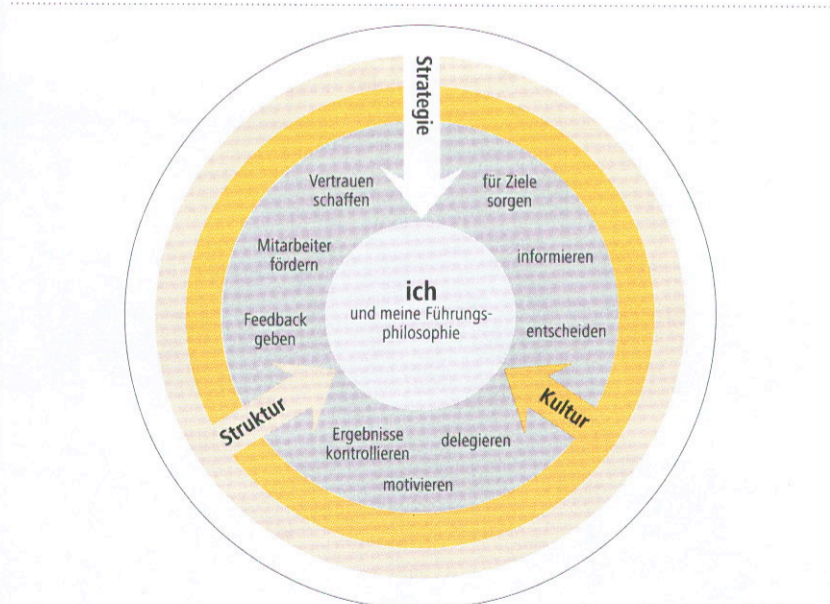 Strategie
Vertrauen
schaffen
für Ziele
sorgen
Mitarbeiter
fördern
informieren
ich
und meine Führungs-
philosophie
Feedback
geben
entscheiden
Struktur
Kultur
Ergebnisse
kontrollieren
delegieren
motivieren